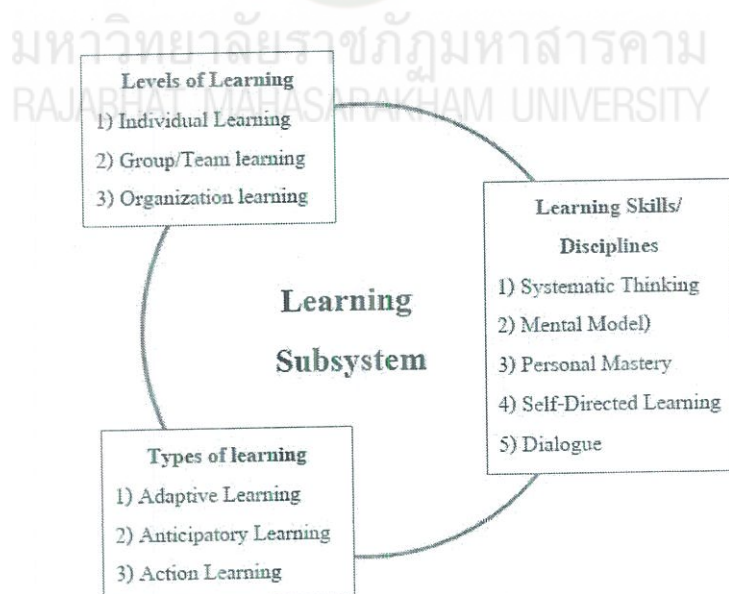 มหาวิทยาลัยราชภัฏมหาสารคาม
RAJABHAT MAHASARAKHAM UNIVERSITY
Levels of Learning
1) Individual Learning
2) Group/Team learning
3) Organization learning
Learning Skills/
Disciplines
1) Systematic Thinking
2) Mental Model)
3) Personal Mastery
4) Self-Directed Learning
5) Dialogue
Learning
Subsystem
Types of learning
1) Adaptive Learning
2) Anticipatory Learning
3) Action Learning